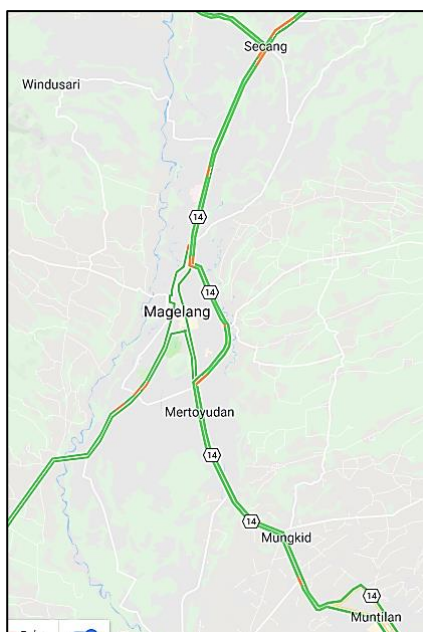 Secang
Windusari
14
14
Magelang
Mertoyudan
14
14
Mungkid
14
Muntilan